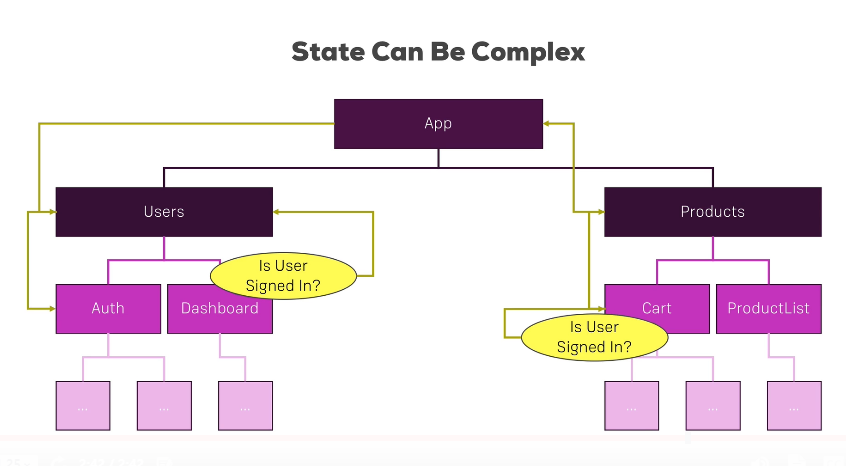 State Can Be Complex
App
Users
Products
Is User
Signed In?
Auth
Dashboard
Cart
ProductList
Is User
Signed In?
...
...
...
...
...
...